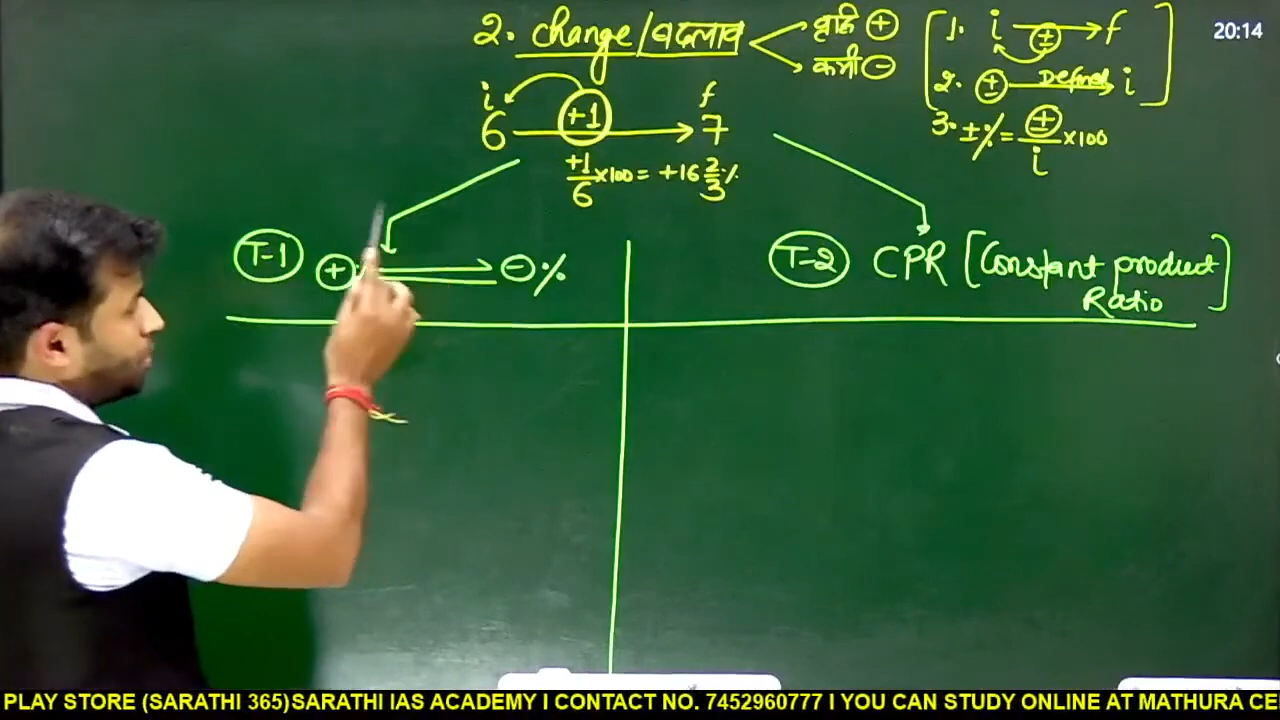 2. change/बदलाव वृद्धि + कमी -
1. i → f ±
2. ± Defined → i
3. ±% = ±/i ×100
i f
6 +1 → 7
+1/6 ×100 = +16 2/3 %
T-1 + ⇌ -%
T-2 CPR [Constant product Ratio]
20:14
PLAY STORE (SARATHI 365)SARATHI IAS ACADEMY I CONTACT NO. 7452960777 I YOU CAN STUDY ONLINE AT MATHURA CE